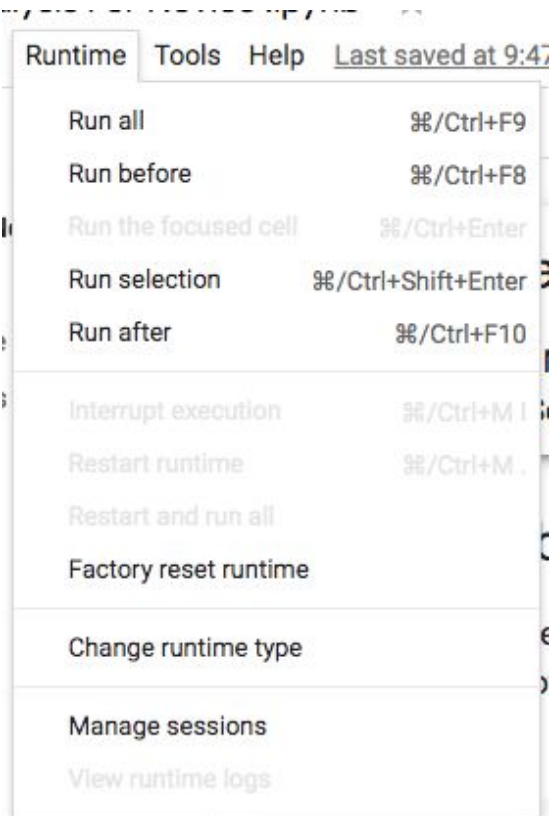 Runtime Tools Help Last saved at 9:47
Run all ⌘/Ctrl+F9
Run before ⌘/Ctrl+F8
Run the focused cell ⌘/Ctrl+Enter
Run selection ⌘/Ctrl+Shift+Enter
Run after ⌘/Ctrl+F10
Interrupt execution ⌘/Ctrl+M I
Restart runtime ⌘/Ctrl+M .
Restart and run all
Factory reset runtime
Change runtime type
Manage sessions
View runtime logs